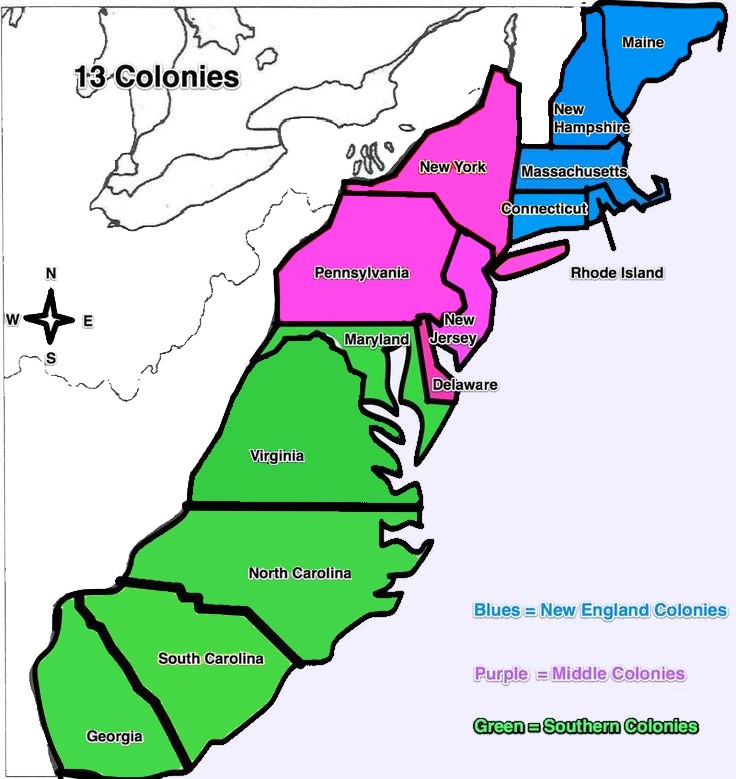 13 Colonies
Maine
New
Hampshire
New York
Massachusetts
Connecticut
Rhode Island
Pennsylvania
N
W
E
S
New
Jersey
Maryland
Delaware
Virginia
North Carolina
South Carolina
Georgia
Blues = New England Colonies
Purple = Middle Colonies
Green = Southern Colonies